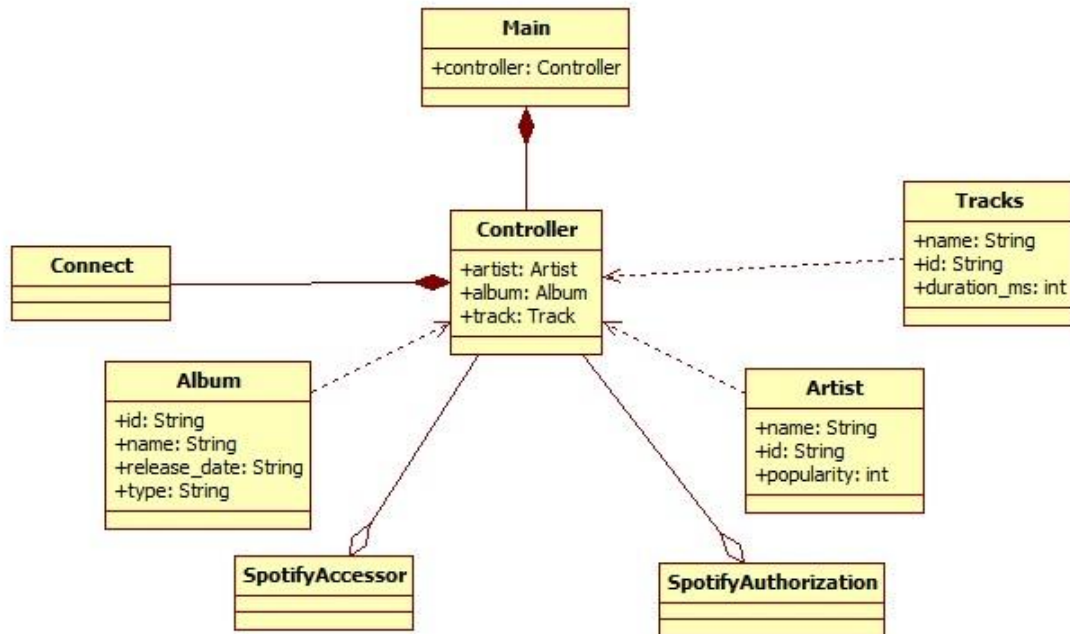 Main
+controller: Controller
Controller
+artist: Artist
+album: Album
+track: Track
Tracks
+name: String
+id: String
+duration_ms: int
Connect
Album
+id: String
+name: String
+release_date: String
+type: String
Artist
+name: String
+id: String
+popularity: int
SpotifyAccessor
SpotifyAuthorization